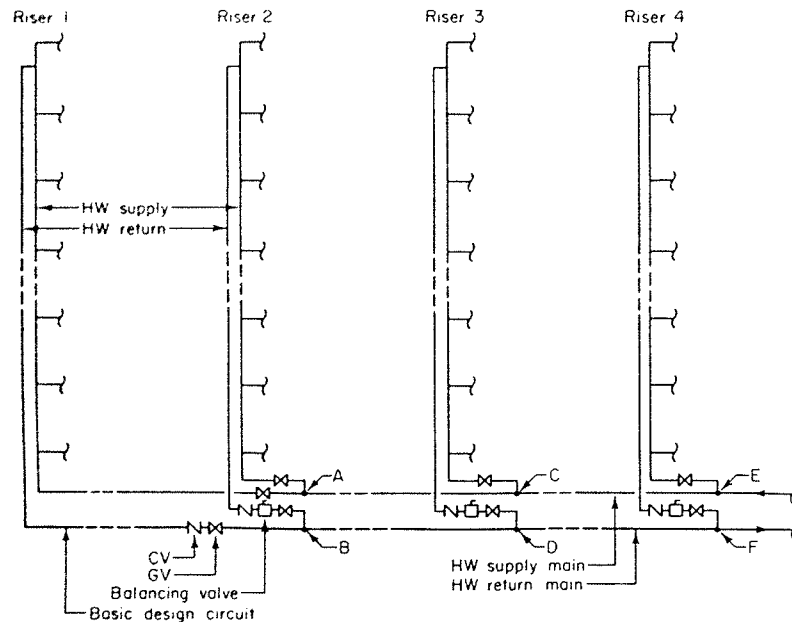 Riser 1
Riser 2
Riser 3
Riser 4
HW supply
HW return
A
C
E
B
D
F
CV
GV
Balancing valve
Basic design circuit
HW supply main
HW return main